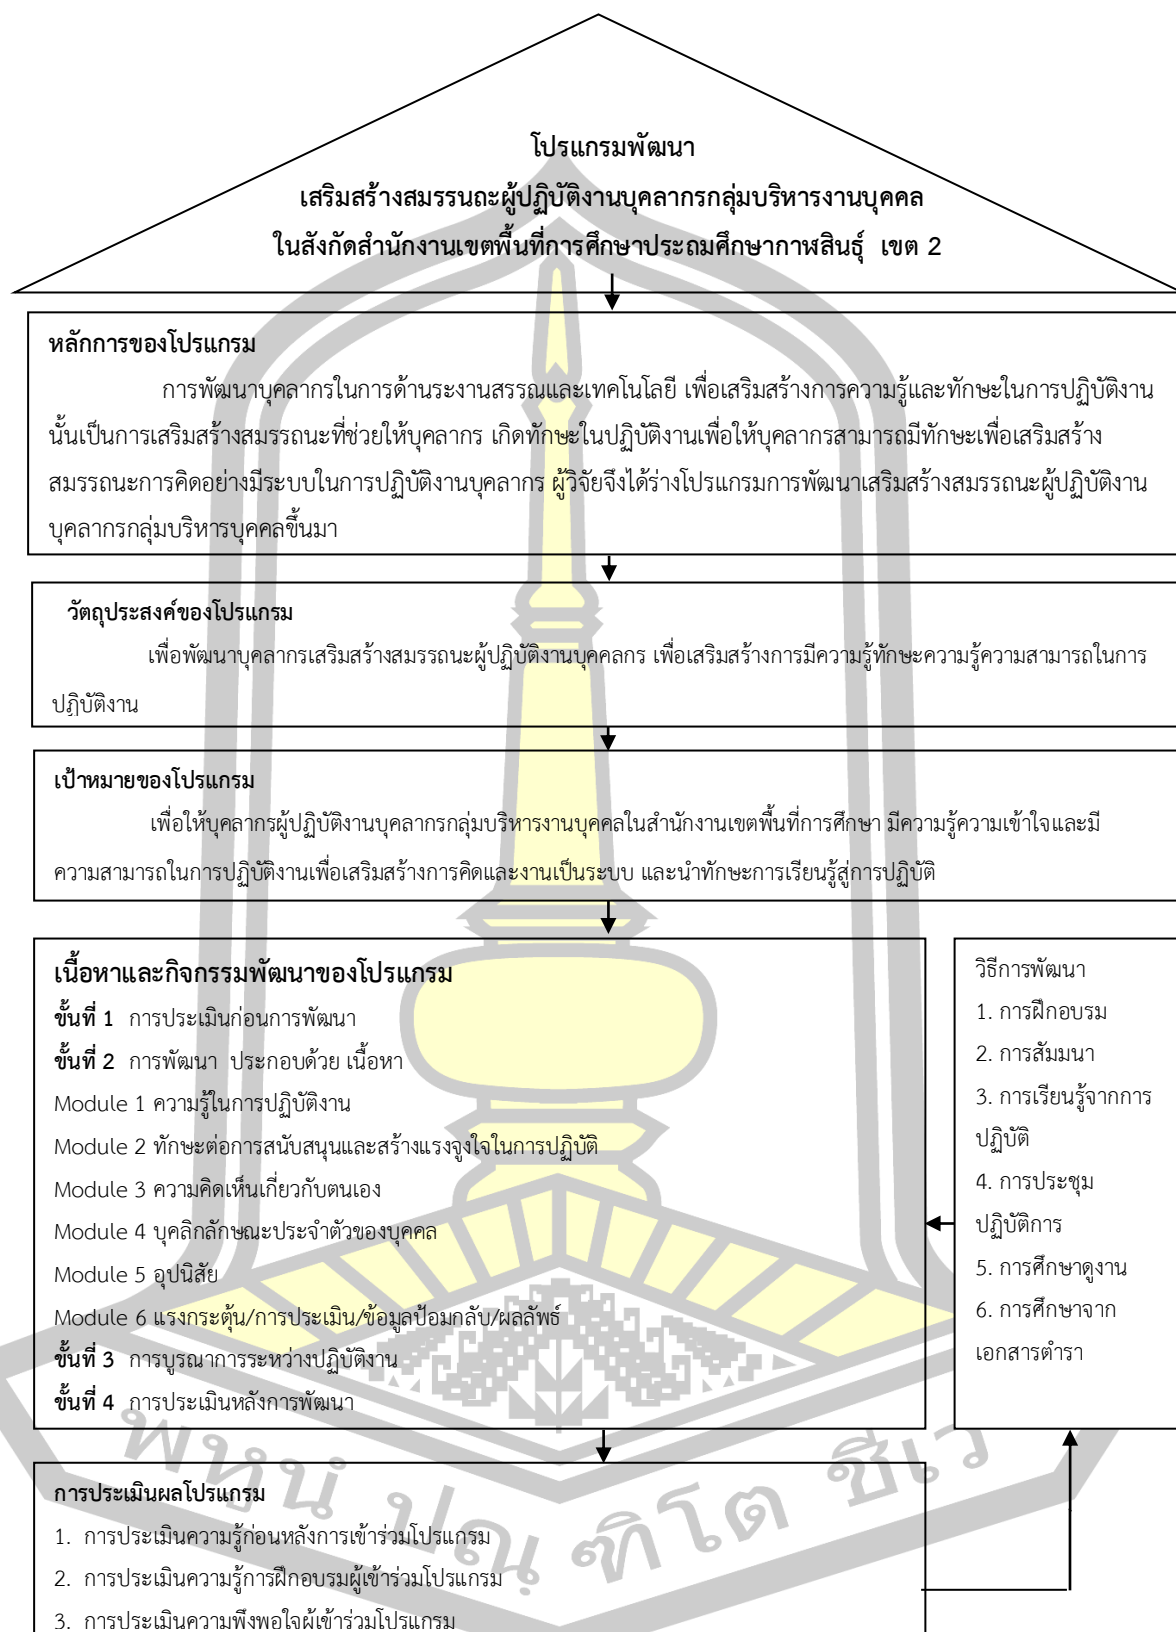 โปรแกรมพัฒนา
เสริมสร้างสมรรนถะผู้ปฏิบัติงานบุคลากรกลุ่มบริหารงานบุคคล
ในสังกัดสำนักงานเขตพื้นที่การศึกษาประถมศึกษากาฬสินธุ์ เขต 2
หลักการของโปรแกรม
การพัฒนาบุคลากรในการด้านระงานสรรณและเทคโนโลยี เพื่อเสริมสร้างการความรู้และทักษะในการปฏิบัติงาน
นั้นเป็นการเสริมสร้างสมรรถนะที่ช่วยให้บุคลากร เกิดทักษะในปฏิบัติงานเพื่อให้บุคลากรสามารถมีทักษะเพื่อเสริมสร้าง
สมรรถนะการคิดอย่างมีระบบในการปฏิบัติงานบุคลากร ผู้วิจัยจึงได้ร่างโปรแกรมการพัฒนาเสริมสร้างสมรรถนะผู้ปฏิบัติงาน
บุคลากรกลุ่มบริหารบุคคลขึ้นมา
วัตถุประสงค์ของโปรแกรม
เพื่อพัฒนาบุคลากรเสริมสร้างสมรรถนะผู้ปฏิบัติงานบุคคลกร เพื่อเสริมสร้างการมีความรู้ทักษะความรู้ความสามารถในการ
ปฏิบัติงาน
เป้าหมายของโปรแกรม
เพื่อให้บุคลากรผู้ปฏิบัติงานบุคลากรกลุ่มบริหารงานบุคคลในสำนักงานเขตพื้นที่การศึกษา มีความรู้ความเข้าใจและมี
ความสามารถในการปฏิบัติงานเพื่อเสริมสร้างการคิดและงานเป็นระบบ และนำทักษะการเรียนรู้สู่การปฏิบัติ
เนื้อหาและกิจกรรมพัฒนาของโปรแกรม
ขั้นที่ 1 การประเมินก่อนการพัฒนา
ขั้นที่ 2 การพัฒนา ประกอบด้วย เนื้อหา
Module 1 ความรู้ในการปฏิบัติงาน
Module 2 ทักษะต่อการสนับสนุนและสร้างแรงจูงใจในการปฏิบัติ
Module 3 ความคิดเห็นเกี่ยวกับตนเอง
Module 4 บุคลิกลักษณะประจำตัวของบุคคล
Module 5 อุปนิสัย
Module 6 แรงกระตุ้น/การประเมิน/ข้อมูลป้อมกลับ/ผลลัพธ์
ขั้นที่ 3 การบูรณาการระหว่างปฏิบัติงาน
ขั้นที่ 4 การประเมินหลังการพัฒนา
วิธีการพัฒนา
1. การฝึกอบรม
2. การสัมมนา
3. การเรียนรู้จากการ
ปฏิบัติ
4. การประชุม
ปฏิบัติการ
5. การศึกษาดูงาน
6. การศึกษาจาก
เอกสารตำรา
การประเมินผลโปรแกรม
1. การประเมินความรู้ก่อนหลังการเข้าร่วมโปรแกรม
2. การประเมินความรู้การฝึกอบรมผู้เข้าร่วมโปรแกรม
3. การประเมินความพึงพอใจผู้เข้าร่วมโปรแกรม
พหูนํ ปณฺฑิโต ชีเว